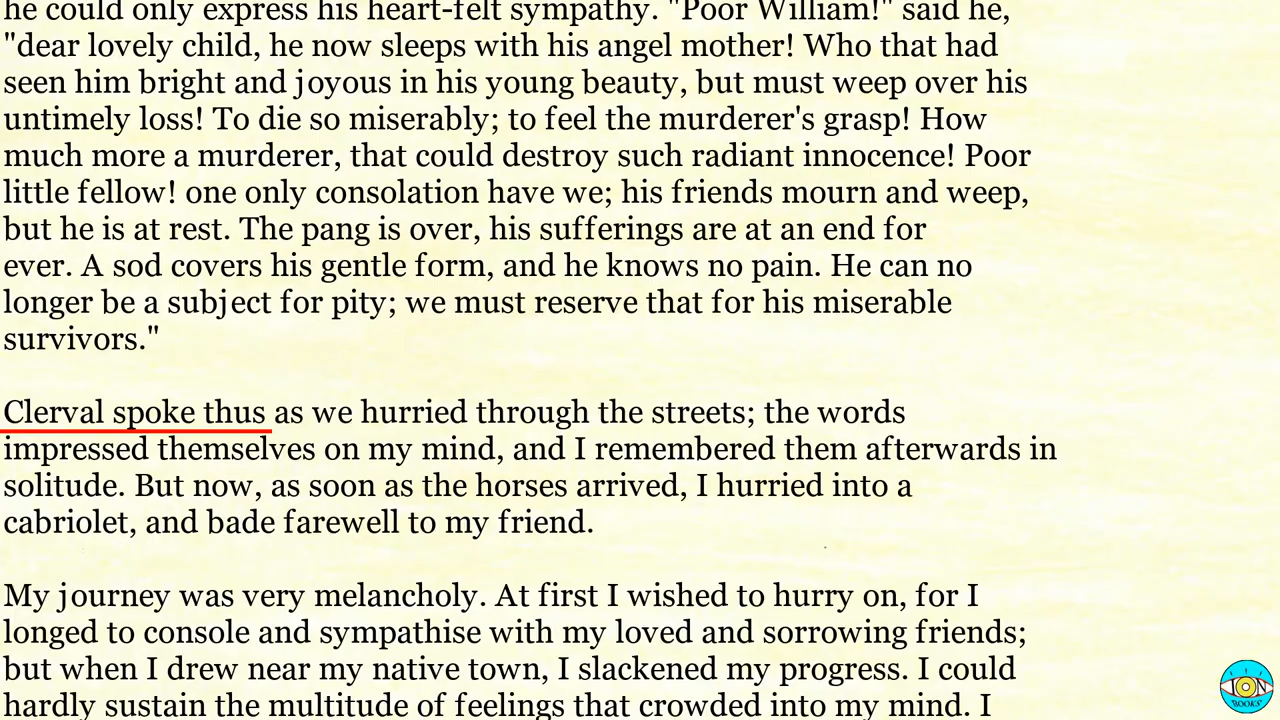 he could only express his heart-felt sympathy. "Poor William!" said he,
"dear lovely child, he now sleeps with his angel mother! Who that had
seen him bright and joyous in his young beauty, but must weep over his
untimely loss! To die so miserably; to feel the murderer's grasp! How
much more a murderer, that could destroy such radiant innocence! Poor
little fellow! one only consolation have we; his friends mourn and weep,
but he is at rest. The pang is over, his sufferings are at an end for
ever. A sod covers his gentle form, and he knows no pain. He can no
longer be a subject for pity; we must reserve that for his miserable
survivors."
Clerval spoke thus as we hurried through the streets; the words
impressed themselves on my mind, and I remembered them afterwards in
solitude. But now, as soon as the horses arrived, I hurried into a
cabriolet, and bade farewell to my friend.
My journey was very melancholy. At first I wished to hurry on, for I
longed to console and sympathise with my loved and sorrowing friends;
but when I drew near my native town, I slackened my progress. I could
hardly sustain the multitude of feelings that crowded into my mind. I
ION
BOOKS